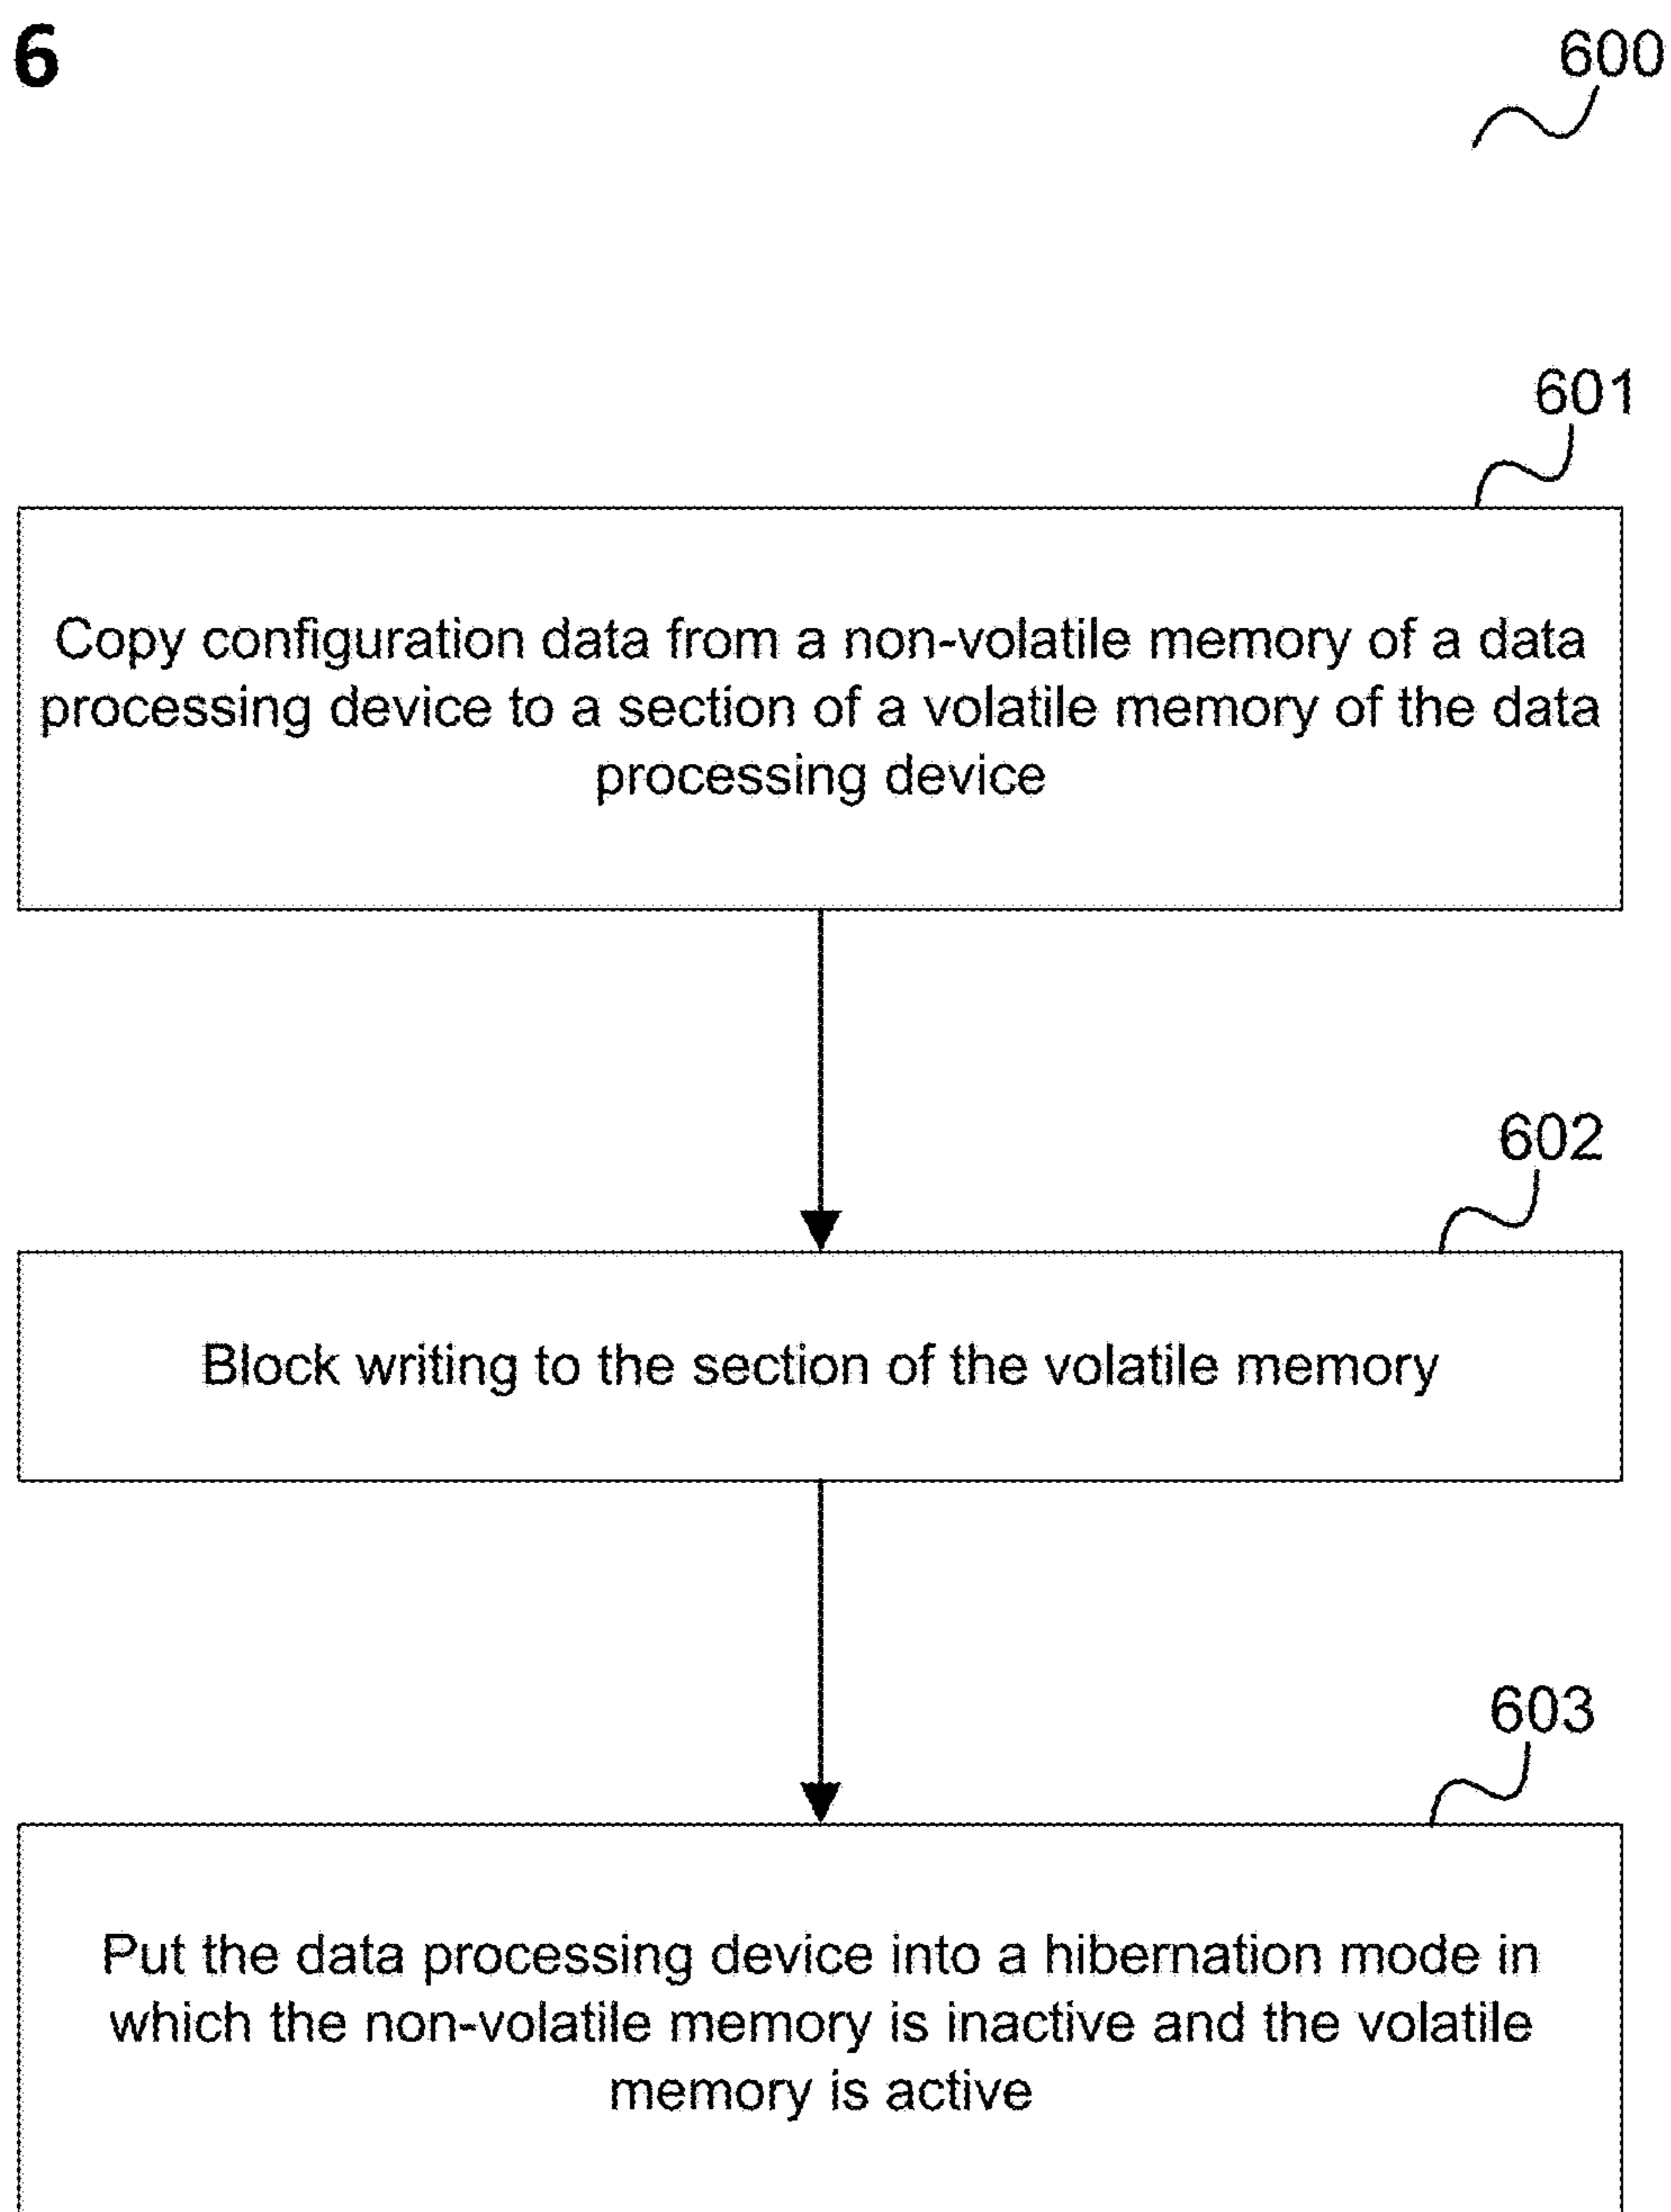 6
600
601
Copy configuration data from a non-volatile memory of a data
processing device to a section of a volatile memory of the data
processing device
602
Block writing to the section of the volatile memory
603
Put the data processing device into a hibernation mode in
which the non-volatile memory is inactive and the volatile
memory is active